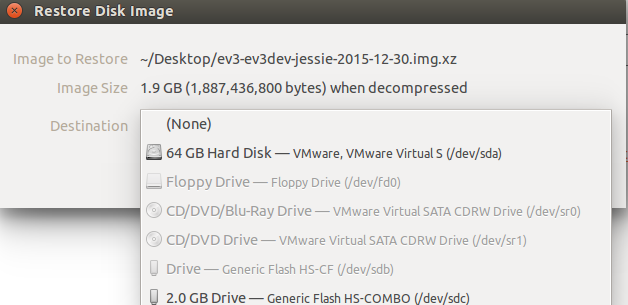 Restore Disk Image
Image to Restore ~/Desktop/ev3-ev3dev-jessie-2015-12-30.img.xz
Image Size 1.9 GB (1,887,436,800 bytes) when decompressed
Destination
(None)
64 GB Hard Disk — VMware, VMware Virtual S (/dev/sda)
Floppy Drive — Floppy Drive (/dev/fd0)
CD/DVD/Blu-Ray Drive — VMware Virtual SATA CDRW Drive (/dev/sr0)
CD/DVD Drive — VMware Virtual SATA CDRW Drive (/dev/sr1)
Drive — Generic Flash HS-CF (/dev/sdb)
2.0 GB Drive — Generic Flash HS-COMBO (/dev/sdc)